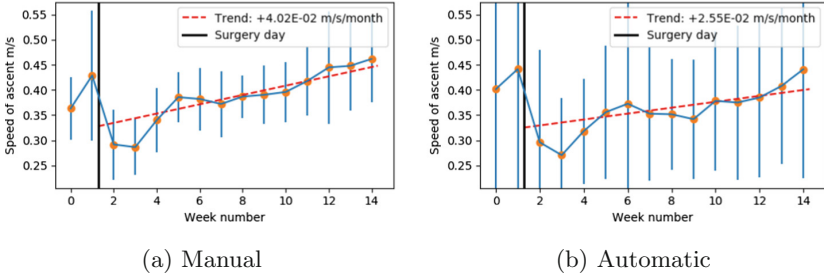 Trend: +4.02E-02 m/s/month
Surgery day
Speed of ascent m/s
0.55
0.50
0.45
0.40
0.35
0.30
0.25
0 2 4 6 8 10 12 14
Week number
(a) Manual
Trend: +2.55E-02 m/s/month
Surgery day
Speed of ascent m/s
0.55
0.50
0.45
0.40
0.35
0.30
0.25
0 2 4 6 8 10 12 14
Week number
(b) Automatic